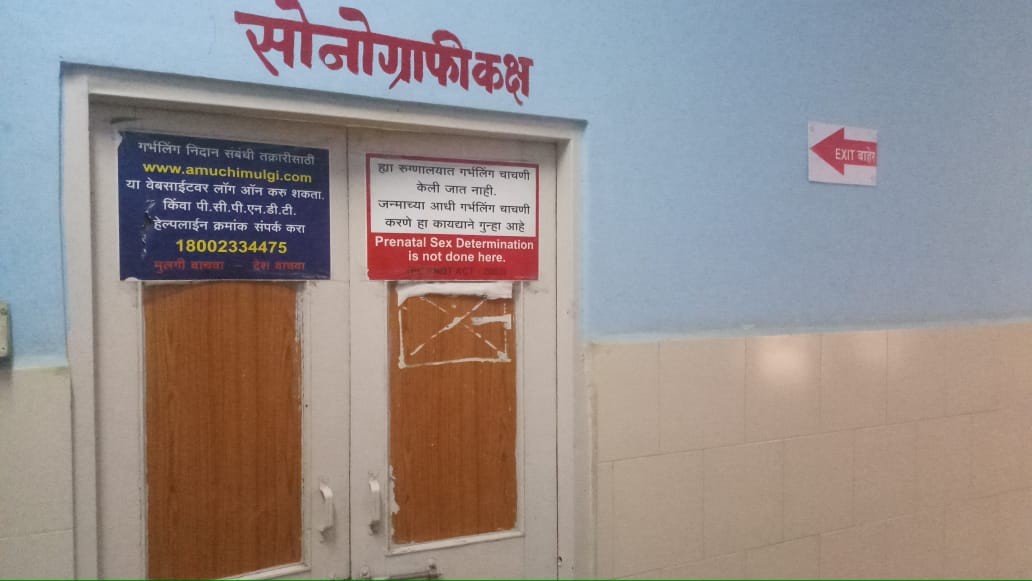 सोनोग्राफी कक्ष
गर्भलिंग निदान संबंधी तक्रारीसाठी
www.amuchimulgi.com
या वेबसाईटवर लॉग ऑन करु शकता.
किंवा पी.सी.पी.एन.डी.टी.
हेल्पलाईन क्रमांक संपर्क करा
18002334475
मुलगी वाचवा - देश वाचवा
ह्या रुग्णालयात गर्भलिंग चाचणी
केली जात नाही.
जन्माच्या आधी गर्भलिंग चाचणी
करणे हा कायद्याने गुन्हा आहे
Prenatal Sex Determination
is not done here.
ACT
EXIT बाहेर